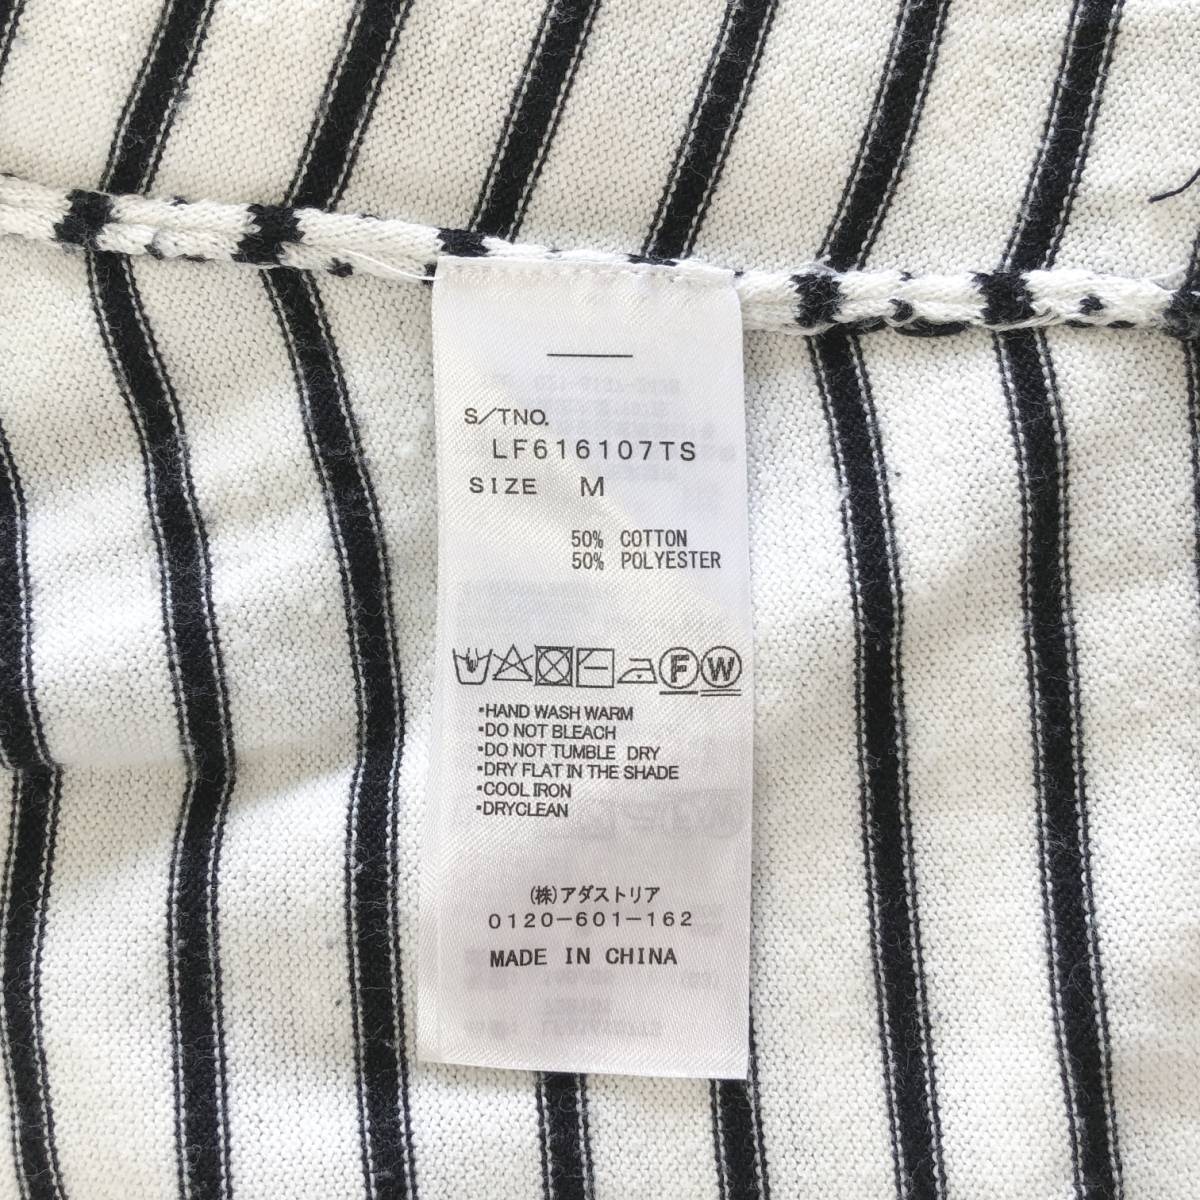 S/TNO.
LF616107TS
SIZE M
50% COTTON
50% POLYESTER
F W
・HAND WASH WARM
・DO NOT BLEACH
・DO NOT TUMBLE DRY
・DRY FLAT IN THE SHADE
・COOL IRON
・DRYCLEAN
(株)アダストリア
0120-601-162
MADE IN CHINA